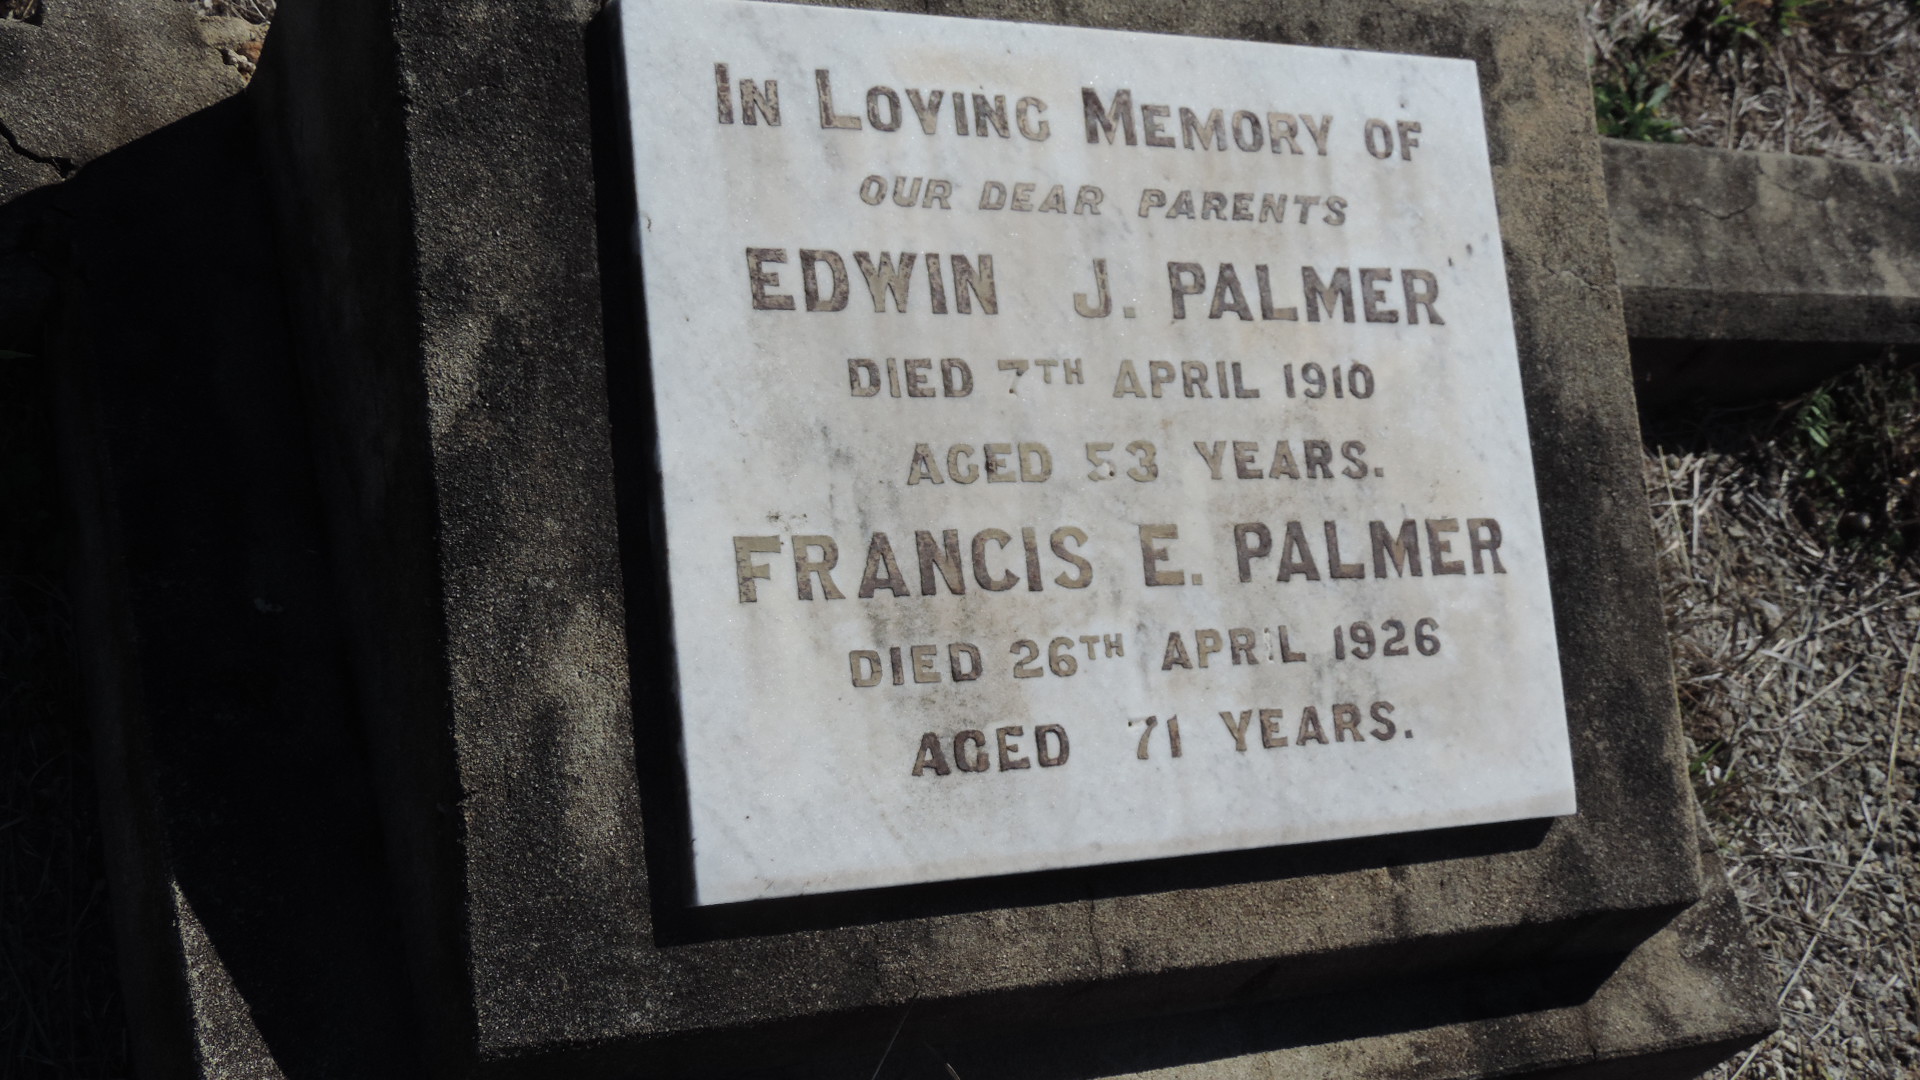 IN LOVING MEMORY OF
OUR DEAR PARENTS
EDWIN J. PALMER
DIED 7TH APRIL 1910
AGED 53 YEARS.
FRANCIS E. PALMER
DIED 26TH APRIL 1926
AGED 71 YEARS.